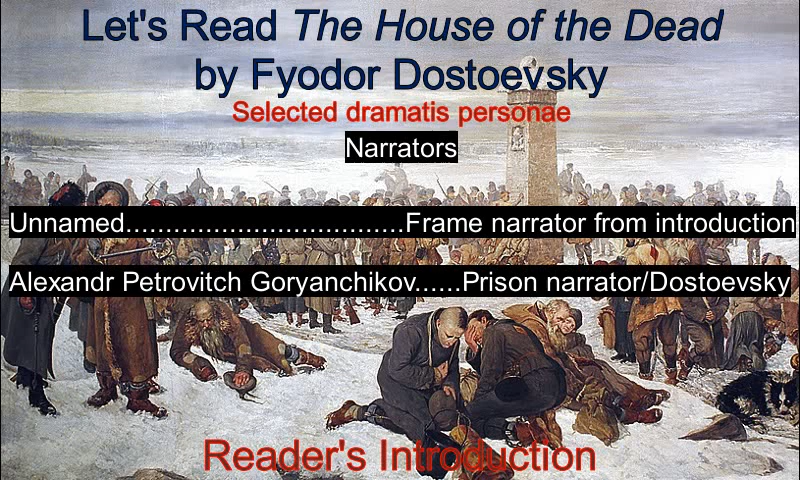 Let's Read The House of the Dead
by Fyodor Dostoevsky
Selected dramatis personae
Narrators
Unnamed...................................Frame narrator from introduction
Alexandr Petrovitch Goryanchikov......Prison narrator/Dostoevsky
Reader's Introduction